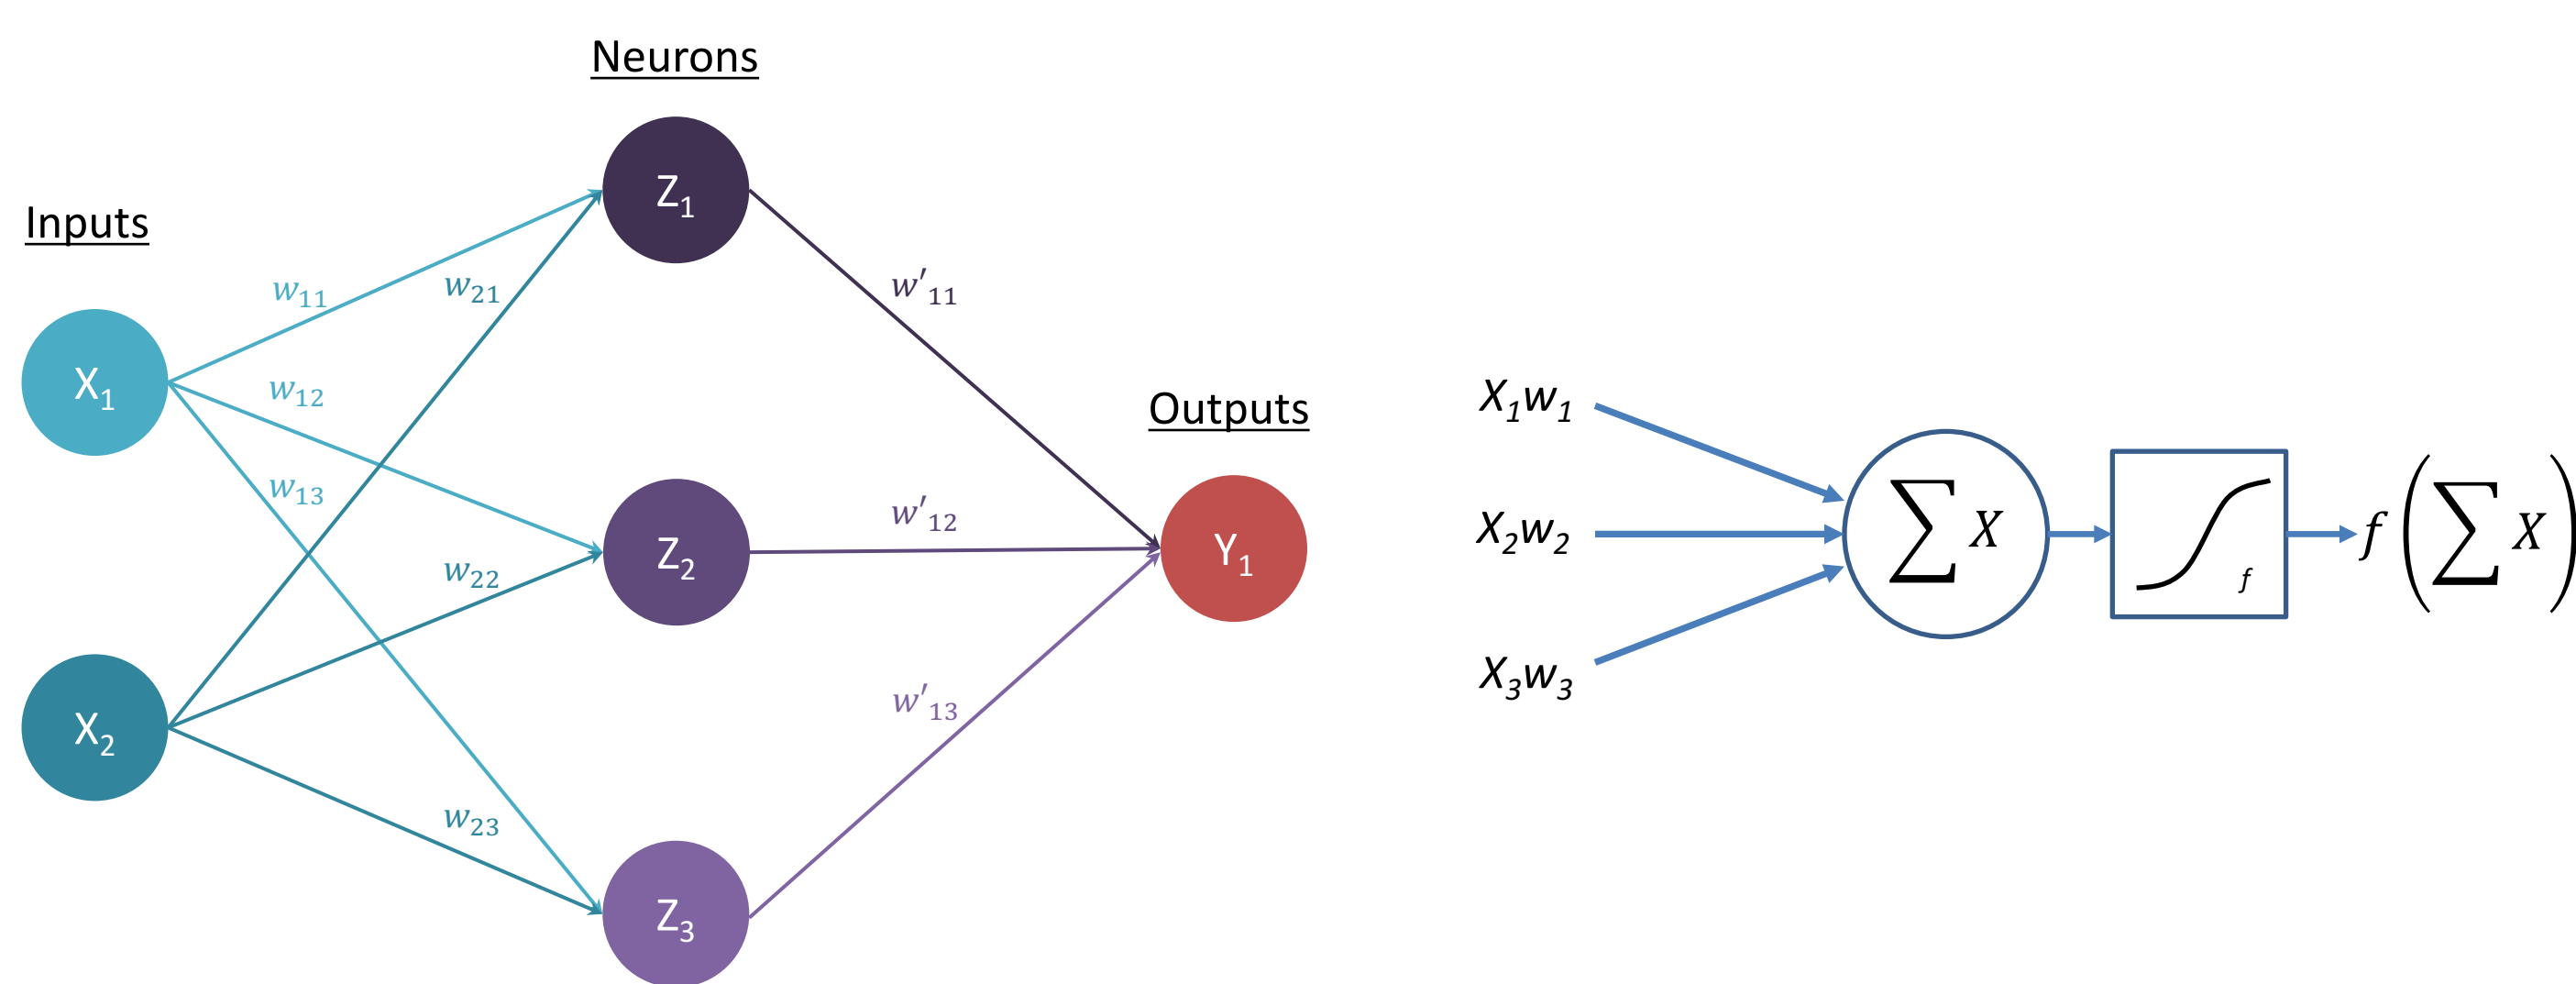 Neurons
Inputs
Outputs
Z₁
Z₂
Z₃
X₁
X₂
Y₁
w₁₁
w₂₁
w₁₂
w₁₃
w₂₂
w₂₃
w′₁₁
w′₁₂
w′₁₃
X₁w₁
X₂w₂
X₃w₃
∑X
f
f(∑X)